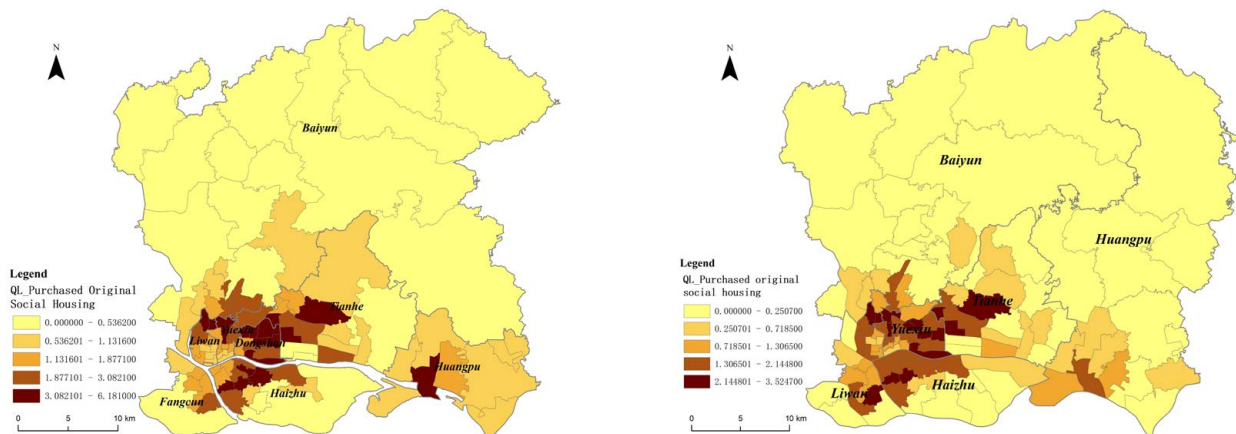 N
Baiyun
Legend
QL_Purchased Original
Social Housing
0.000000 - 0.536200
0.536201 - 1.131600
1.131601 - 1.877100
1.877101 - 3.082100
3.082101 - 6.181000
0 5 10 km
Tianhe
Yuexiu
Liwan
Dongshan
Huangpu
Haizhu
Fangcun
N
Baiyun
Huangpu
Legend
QL_Purchased original
social housing
0.000000 - 0.250700
0.250701 - 0.718500
0.718501 - 1.306500
1.306501 - 2.144800
2.144801 - 3.524700
0 5 10 km
Tianhe
Yuexiu
Liwan
Haizhu